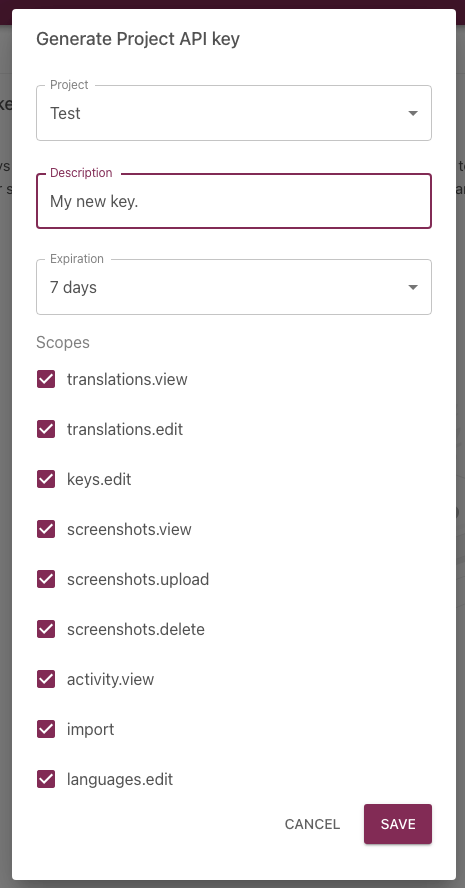 Generate Project API key
Project
Test
Description
My new key.
Expiration
7 days
Scopes
translations.view
translations.edit
keys.edit
screenshots.view
screenshots.upload
screenshots.delete
activity.view
import
languages.edit
CANCEL
SAVE